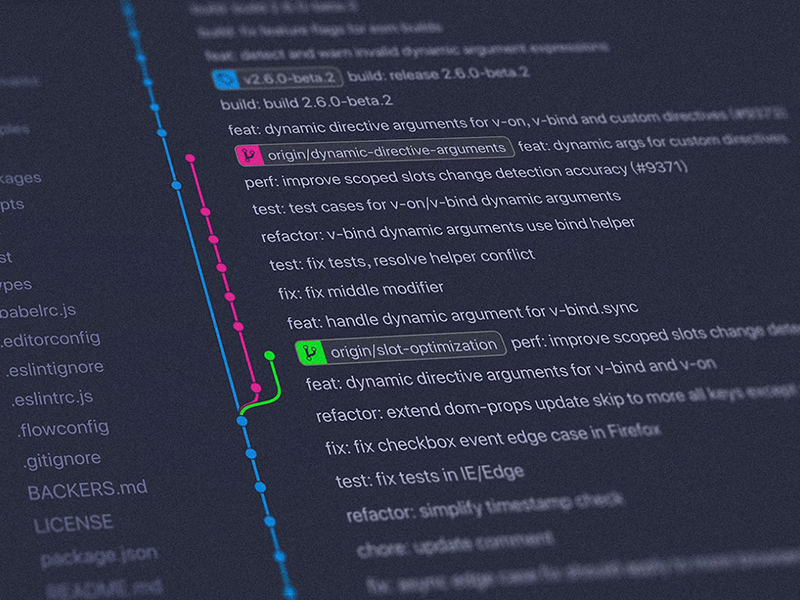 build: build 2.6.0-beta.3
build: fix feature flags for esm builds
feat: detect and warn invalid dynamic argument expressions
v2.6.0-beta.2 build: release 2.6.0-beta.2
build: build 2.6.0-beta.2
feat: dynamic directive arguments for v-on, v-bind and custom directives (#9373)
origin/dynamic-directive-arguments feat: dynamic args for custom directives
perf: improve scoped slots change detection accuracy (#9371)
test: test cases for v-on/v-bind dynamic arguments
refactor: v-bind dynamic arguments use bind helper
test: fix tests, resolve helper conflict
fix: fix middle modifier
feat: handle dynamic argument for v-bind.sync
origin/slot-optimization perf: improve scoped slots change dete
feat: dynamic directive arguments for v-bind and v-on
refactor: extend dom-props update skip to more all keys except
fix: fix checkbox event edge case in Firefox
test: fix tests in IE/Edge
refactor: simplify timestamp check
chore: update comment
fix: async edge case fix should apply to more browsers
ples
kages
pts
st
ypes
babelrc.js
.editorconfig
.eslintignore
.eslintrc.js
.flowconfig
.gitignore
BACKERS.md
LICENSE
package.json
README.md